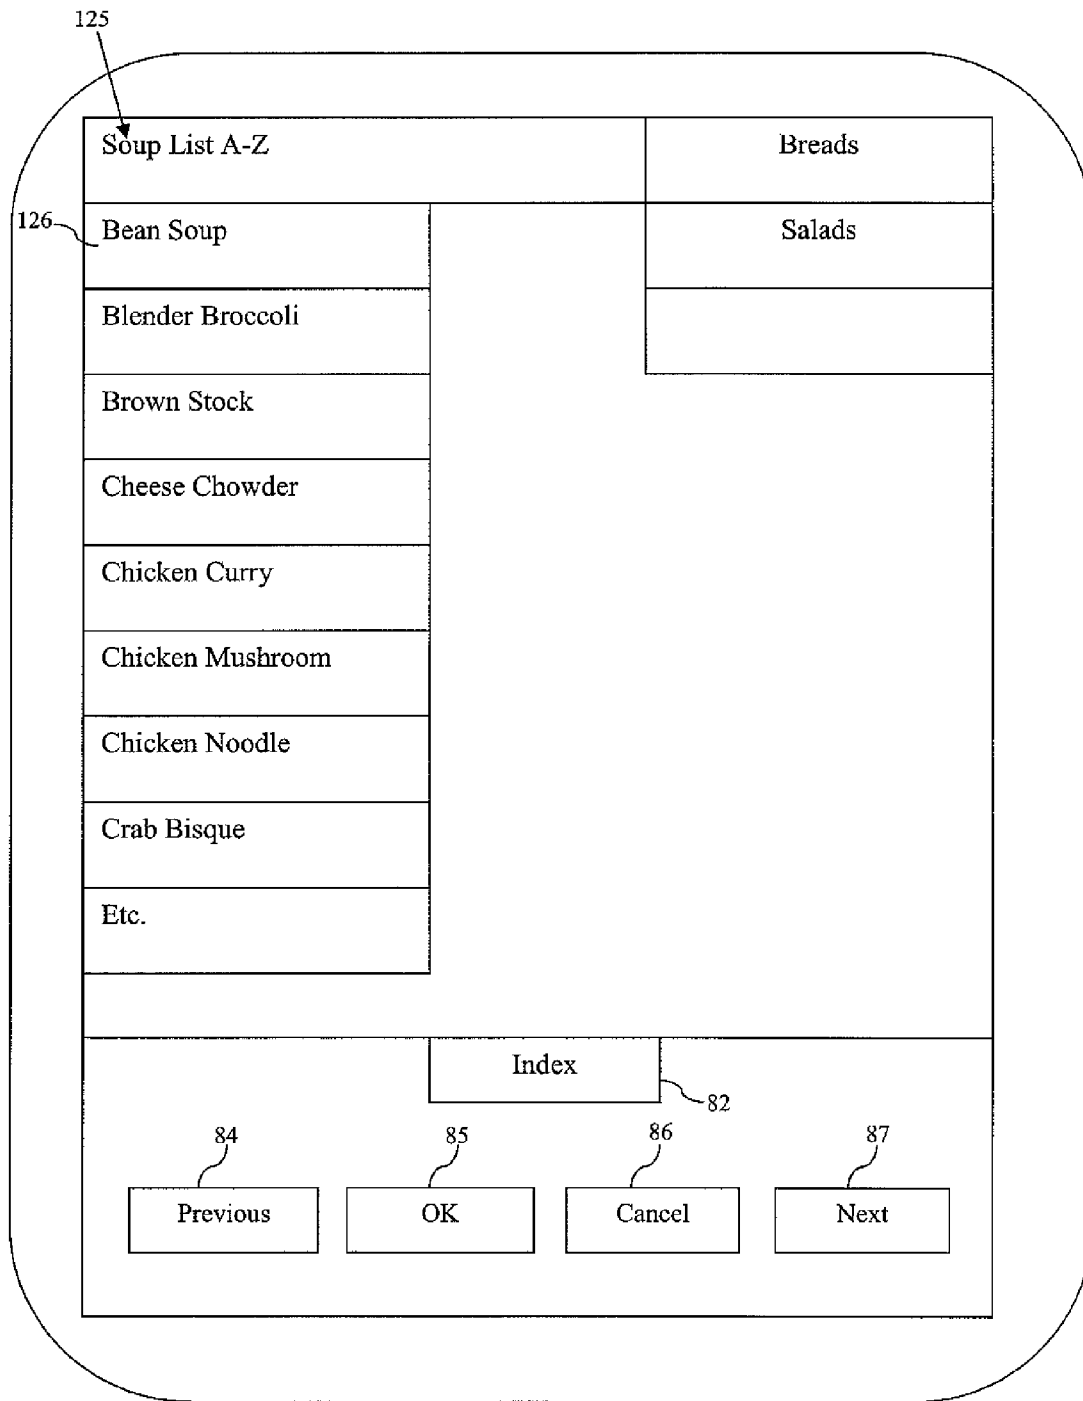 125
Soup List A-Z
Breads
126
Bean Soup
Salads
Blender Broccoli
Brown Stock
Cheese Chowder
Chicken Curry
Chicken Mushroom
Chicken Noodle
Crab Bisque
Etc.
Index
82
84
85
86
87
Previous
OK
Cancel
Next